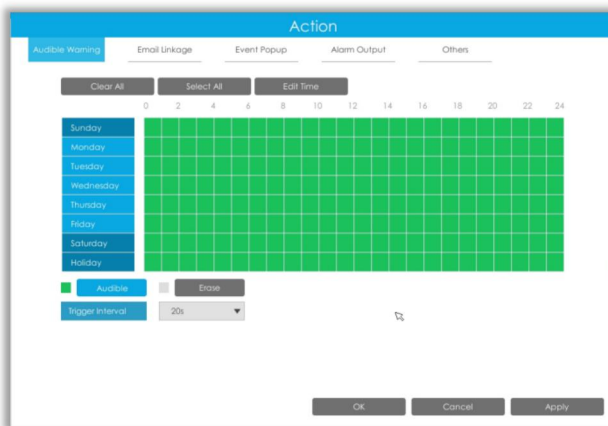 Action
Audible Warning Email Linkage Event Popup Alarm Output Others
Clear All Select All Edit Time
0 2 4 6 8 10 12 14 16 18 20 22 24
Sunday
Monday
Tuesday
Wednesday
Thursday
Friday
Saturday
Holiday
Audible Erase
Trigger Interval 20s
OK Cancel Apply